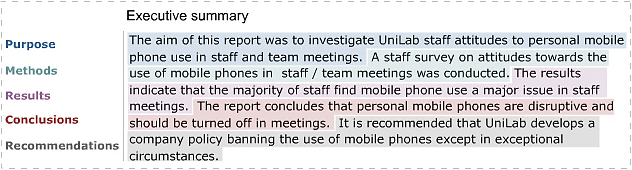 Executive summary
Purpose
Methods
Results
Conclusions
Recommendations
The aim of this report was to investigate UniLab staff attitudes to personal mobile
phone use in staff and team meetings. A staff survey on attitudes towards the
use of mobile phones in staff / team meetings was conducted. The results
indicate that the majority of staff find mobile phone use a major issue in staff
meetings. The report concludes that personal mobile phones are disruptive and
should be turned off in meetings. It is recommended that UniLab develops a
company policy banning the use of mobile phones except in exceptional
circumstances.